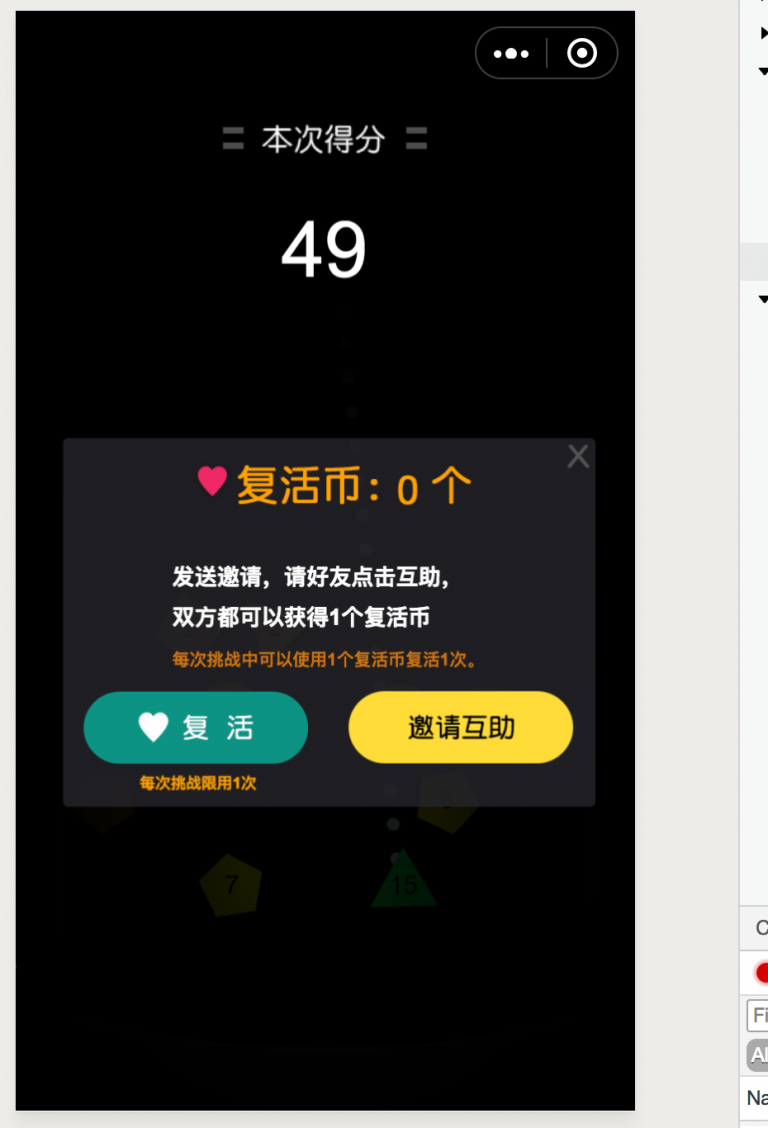 本次得分
49
复活币：0 个
发送邀请，请好友点击互助，
双方都可以获得1个复活币
每次挑战中可以使用1个复活币复活1次。
复 活
邀请互助
每次挑战限用1次
7
15
Fi
Al
Na